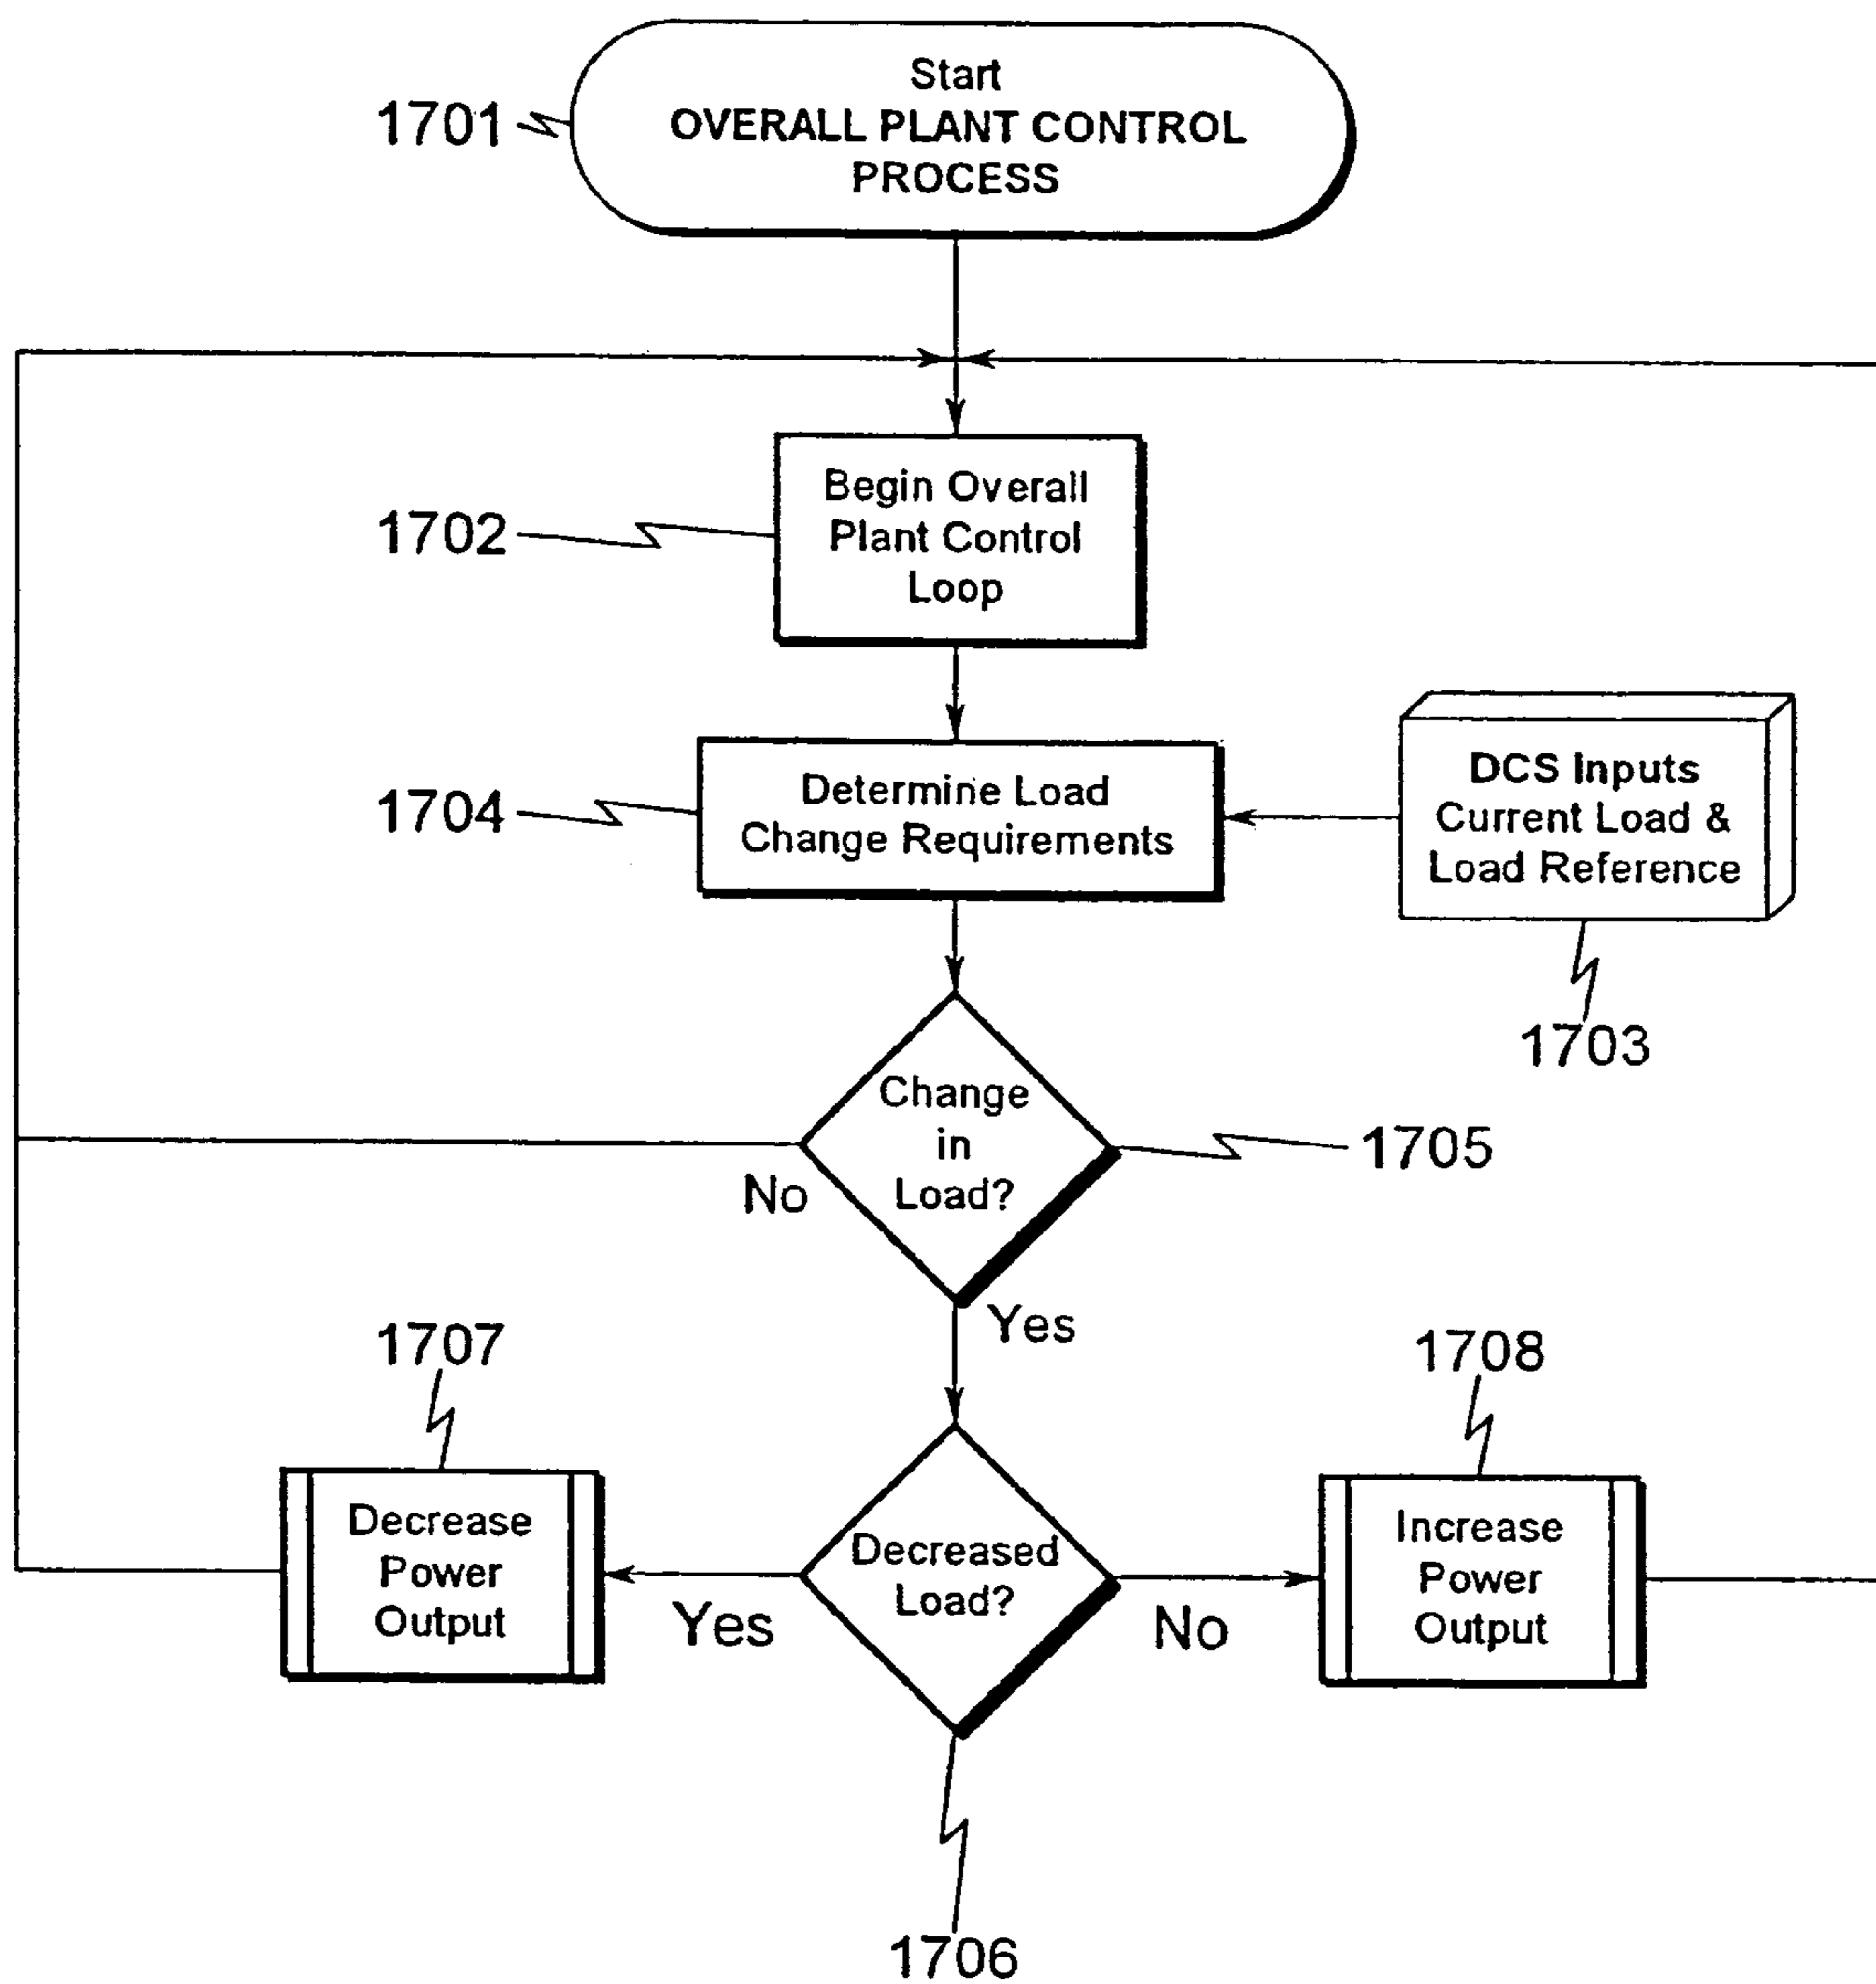 Start
OVERALL PLANT CONTROL
PROCESS
1701
Begin Overall
Plant Control
Loop
1702
Determine Load
Change Requirements
1704
DCS Inputs
Current Load &
Load Reference
1703
Change
in
Load?
1705
No
Yes
1707
1708
Decrease
Power
Output
Yes
Decreased
Load?
No
Increase
Power
Output
1706